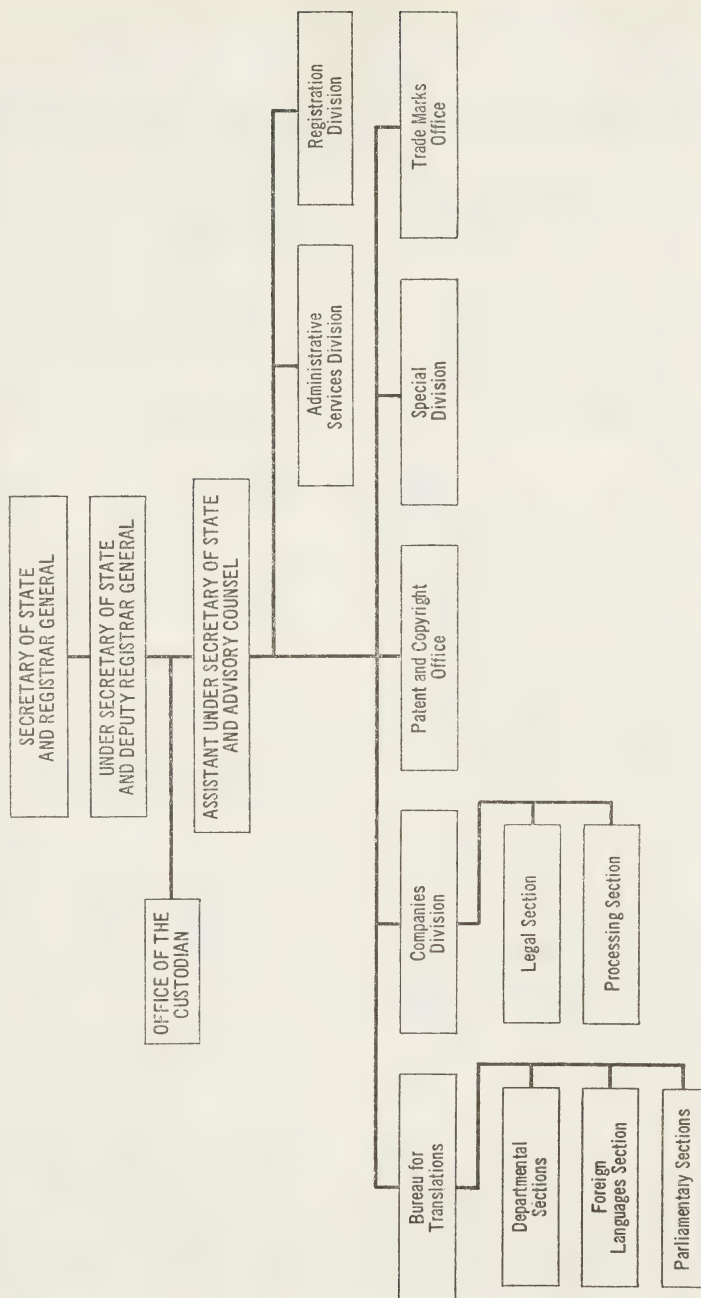 SECRETARY OF STATE
AND REGISTRAR GENERAL
UNDER SECRETARY OF STATE
AND DEPUTY REGISTRAR GENERAL
OFFICE OF THE
CUSTODIAN
ASSISTANT UNDER SECRETARY OF STATE
AND ADVISORY COUNSEL
Administrative
Services Division
Registration
Division
Bureau for
Translations
Companies
Division
Patent and Copyright
Office
Special
Division
Trade Marks
Office
Departmental
Sections
Foreign
Languages Section
Parliamentary Sections
Legal Section
Processing Section